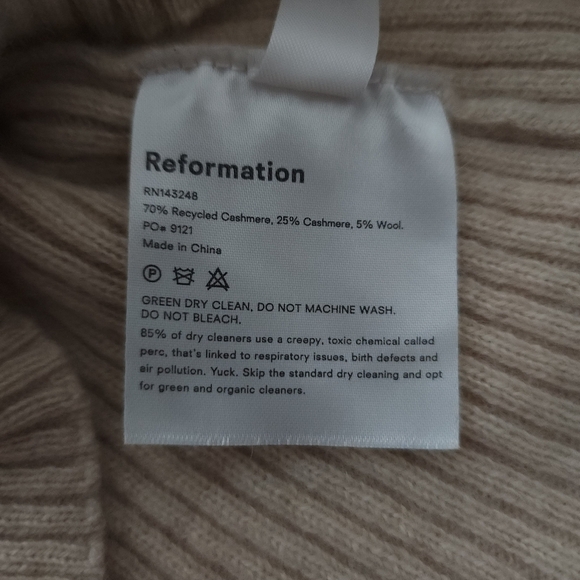 Reformation
RN143248
70% Recycled Cashmere, 25% Cashmere, 5% Wool.
PO# 9121
Made in China
P
GREEN DRY CLEAN, DO NOT MACHINE WASH.
DO NOT BLEACH.
85% of dry cleaners use a creepy, toxic chemical called
perc, that's linked to respiratory issues, birth defects and
air pollution. Yuck. Skip the standard dry cleaning and opt
for green and organic cleaners.